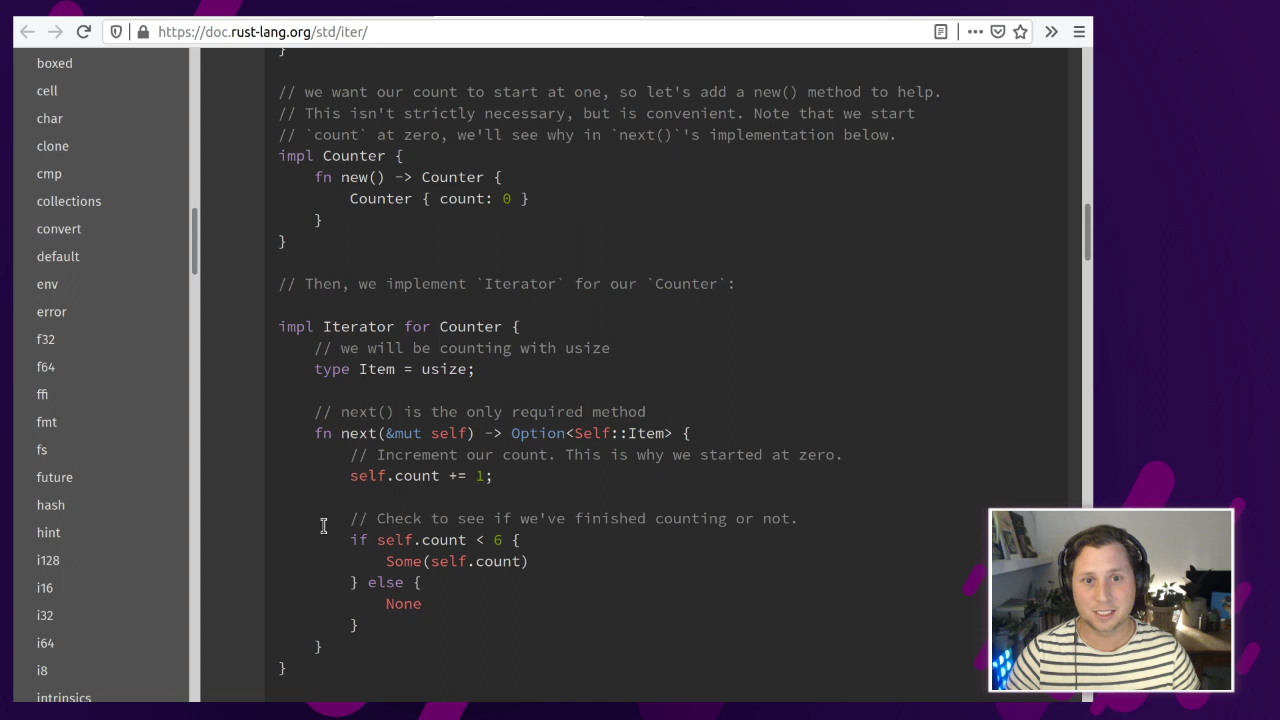 https://doc.rust-lang.org/std/iter/
boxed
cell
char
clone
cmp
collections
convert
default
env
error
f32
f64
ffi
fmt
fs
future
hash
hint
i128
i16
i32
i64
i8
intrinsics
}
// we want our count to start at one, so let's add a new() method to help.
// This isn't strictly necessary, but is convenient. Note that we start
// `count` at zero, we'll see why in `next()`'s implementation below.
impl Counter {
    fn new() -> Counter {
        Counter { count: 0 }
    }
}
// Then, we implement `Iterator` for our `Counter`:
impl Iterator for Counter {
    // we will be counting with usize
    type Item = usize;
    // next() is the only required method
    fn next(&mut self) -> Option<Self::Item> {
        // Increment our count. This is why we started at zero.
        self.count += 1;
        // Check to see if we've finished counting or not.
        if self.count < 6 {
            Some(self.count)
        } else {
            None
        }
    }
}